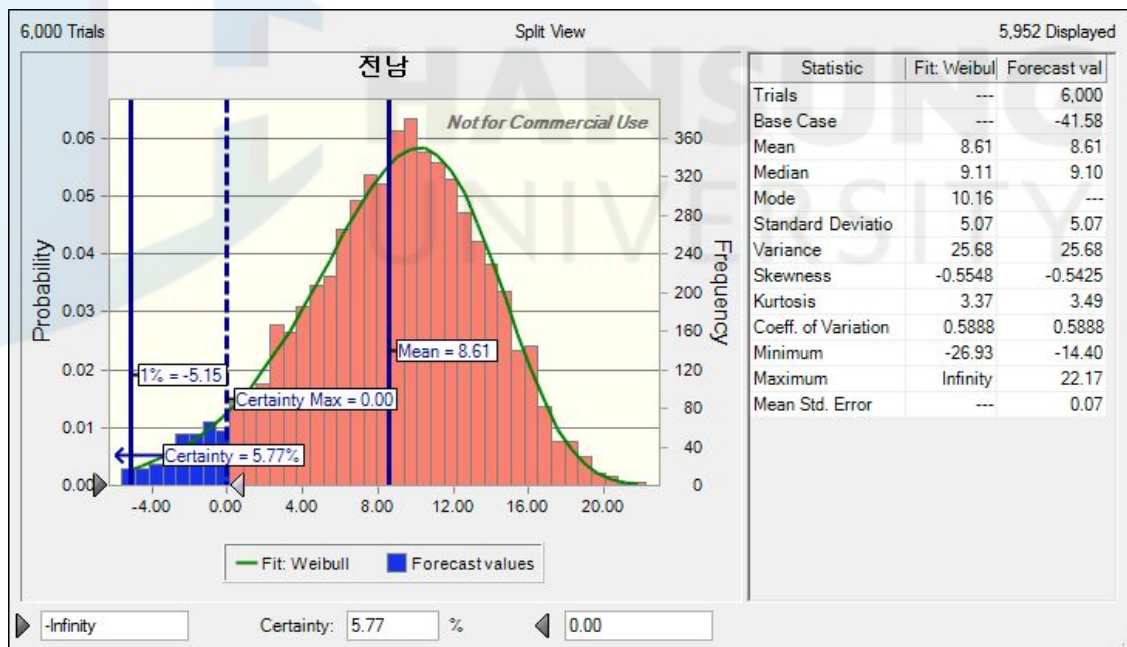 6,000 Trials
Split View
5,952 Displayed
HANSUNG
UNIVERSITY
전남
Not for Commercial Use
Probability
0.06
0.05
0.04
0.03
0.02
0.01
0.00
Frequency
360
320
280
240
200
160
120
80
40
0
1% = -5.15
Mean = 8.61
Certainty Max = 0.00
Certainty = 5.77%
-4.00 0.00 4.00 8.00 12.00 16.00 20.00
Fit: Weibull Forecast values
Statistic Fit: Weibul Forecast val
Trials --- 6,000
Base Case --- -41.58
Mean 8.61 8.61
Median 9.11 9.10
Mode 10.16 ---
Standard Deviatio 5.07 5.07
Variance 25.68 25.68
Skewness -0.5548 -0.5425
Kurtosis 3.37 3.49
Coeff. of Variation 0.5888 0.5888
Minimum -26.93 -14.40
Maximum Infinity 22.17
Mean Std. Error --- 0.07
-Infinity Certainty: 5.77 % 0.00